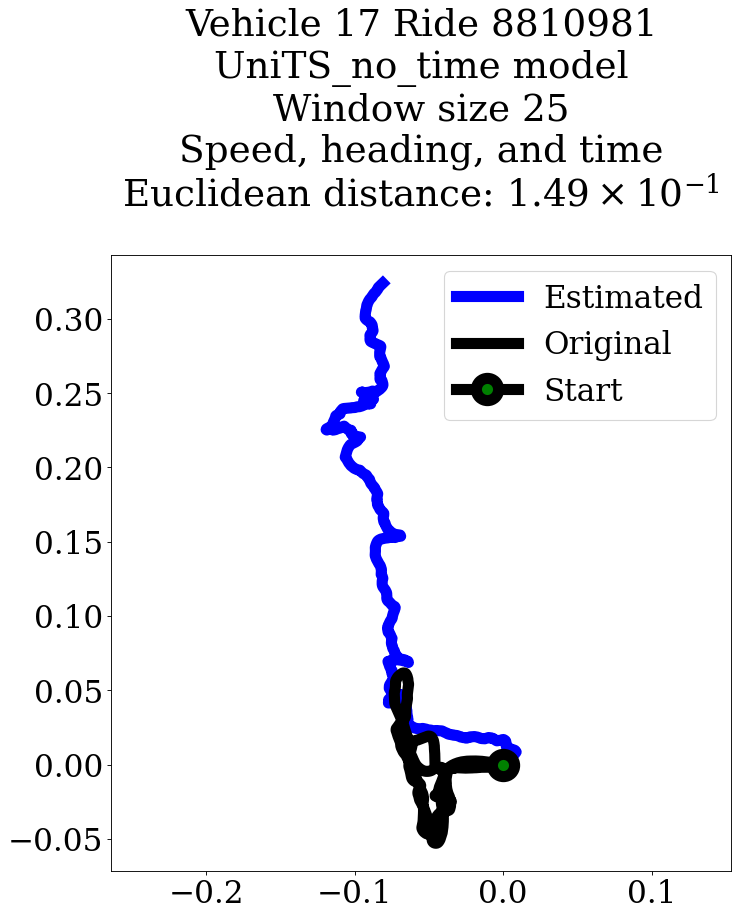 Vehicle 17 Ride 8810981
UniTS_no_time model
Window size 25
Speed, heading, and time
Euclidean distance: 1.49 × 10⁻¹
Estimated
Original
Start
0.30
0.25
0.20
0.15
0.10
0.05
0.00
−0.05
−0.2
−0.1
0.0
0.1